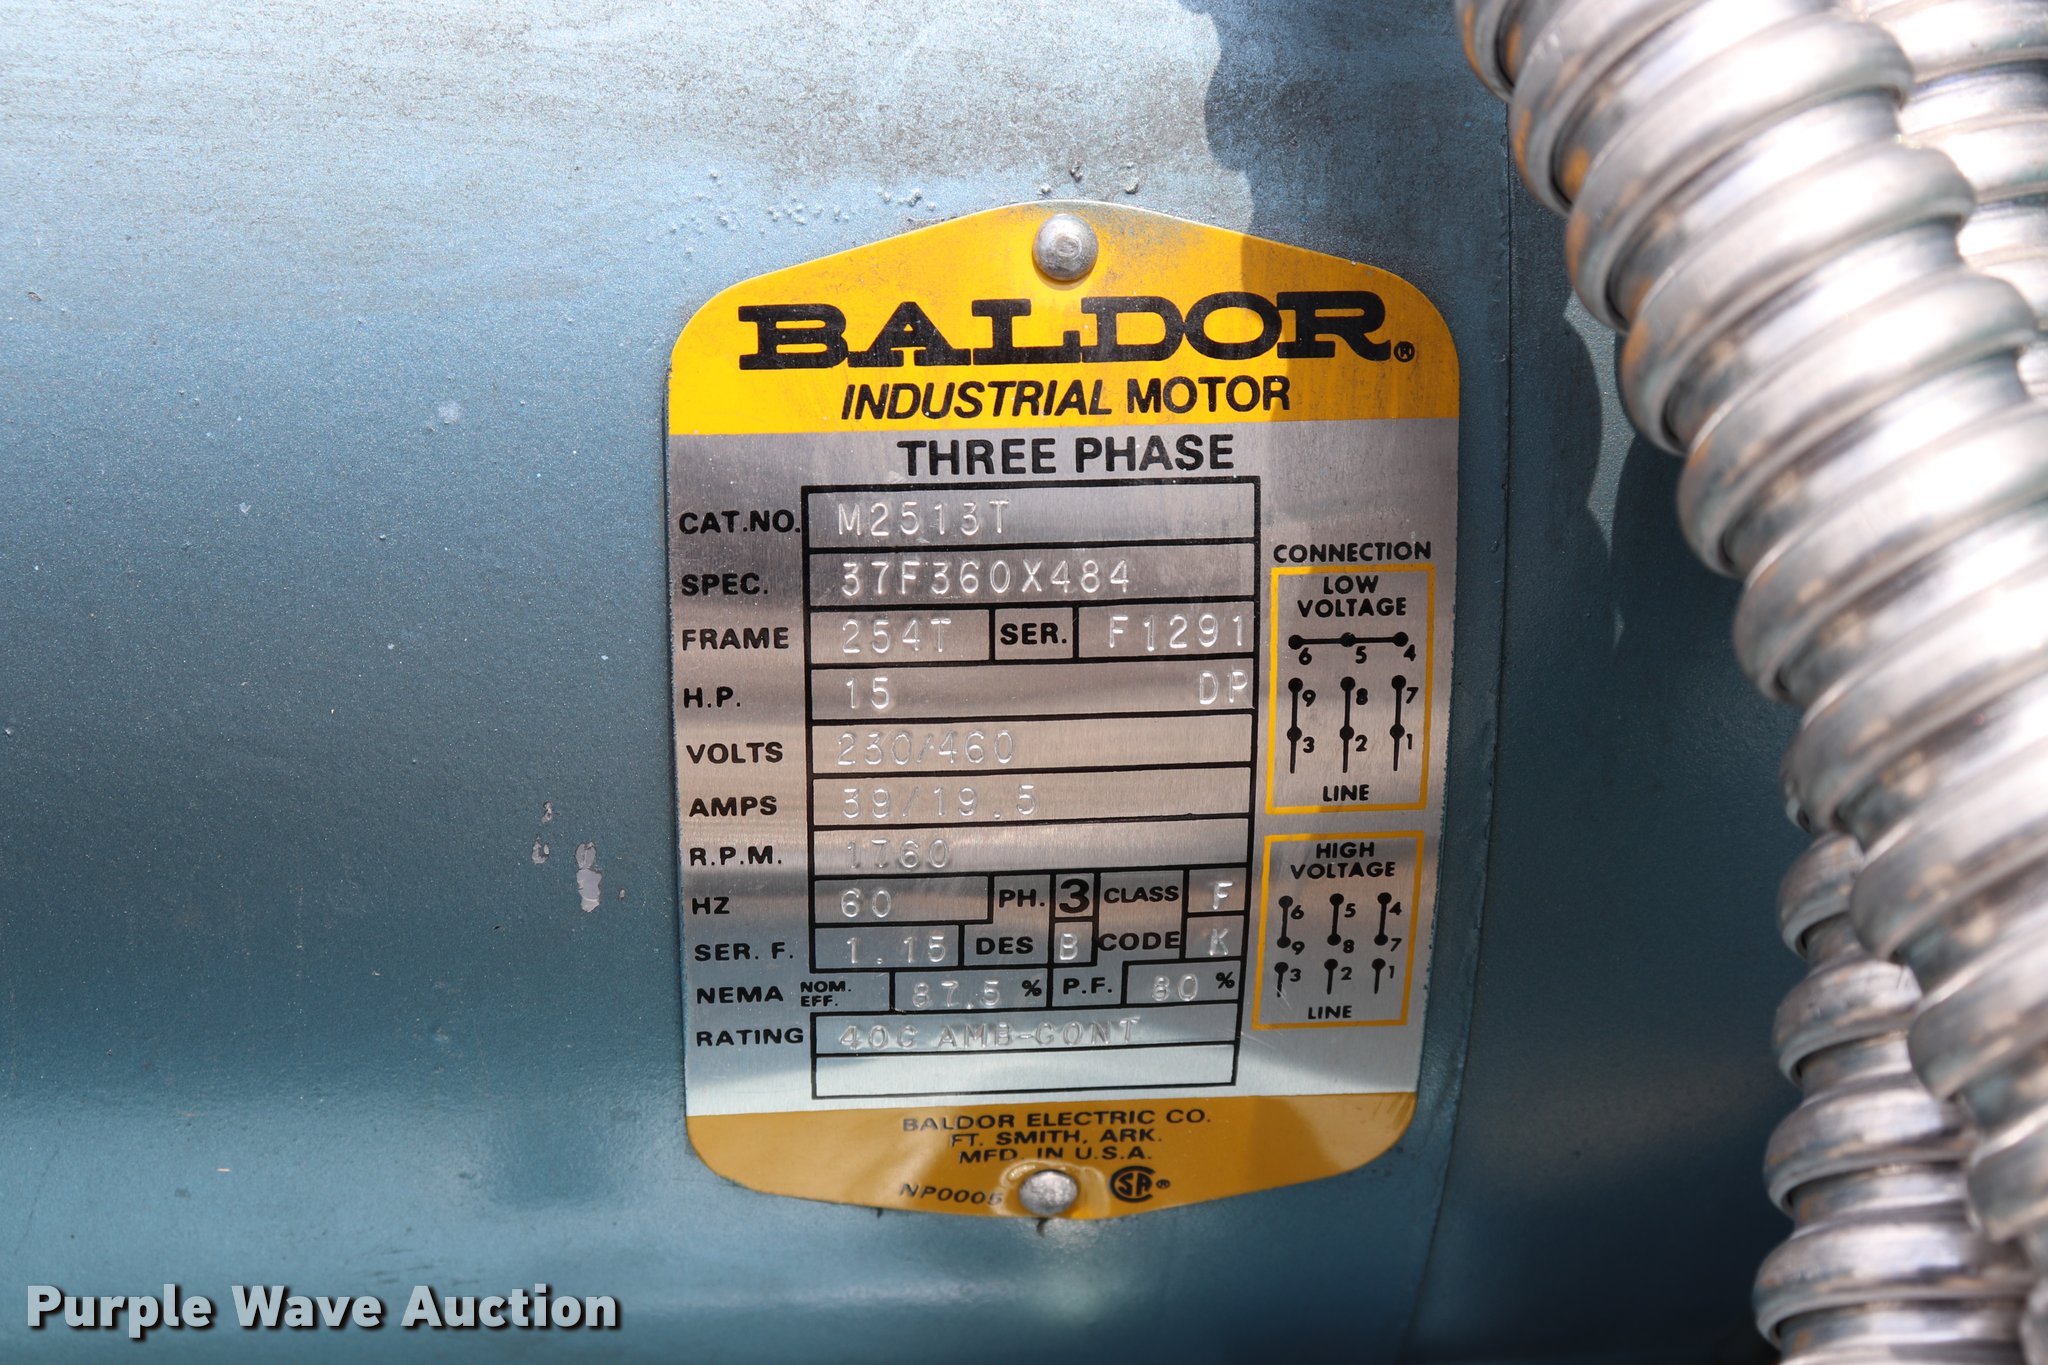 BALDOR®
INDUSTRIAL MOTOR
THREE PHASE
CAT.NO. M2513T
SPEC. 37F360X484
FRAME 254T SER. F1291
H.P. 15 DP
VOLTS 230/460
AMPS 39/19.5
R.P.M. 1760
HZ 60 PH. 3 CLASS F
SER. F. 1.15 DES B CODE K
NEMA NOM. EFF. 87.5 % P.F. 80 %
RATING 40C AMB-CONT
CONNECTION
LOW
VOLTAGE
6 5 4
9 8 7
3 2 1
LINE
HIGH
VOLTAGE
6 5 4
9 8 7
3 2 1
LINE
BALDOR ELECTRIC CO.
FT. SMITH, ARK.
MFD. IN U.S.A.
NP0005 SA®
Purple Wave Auction